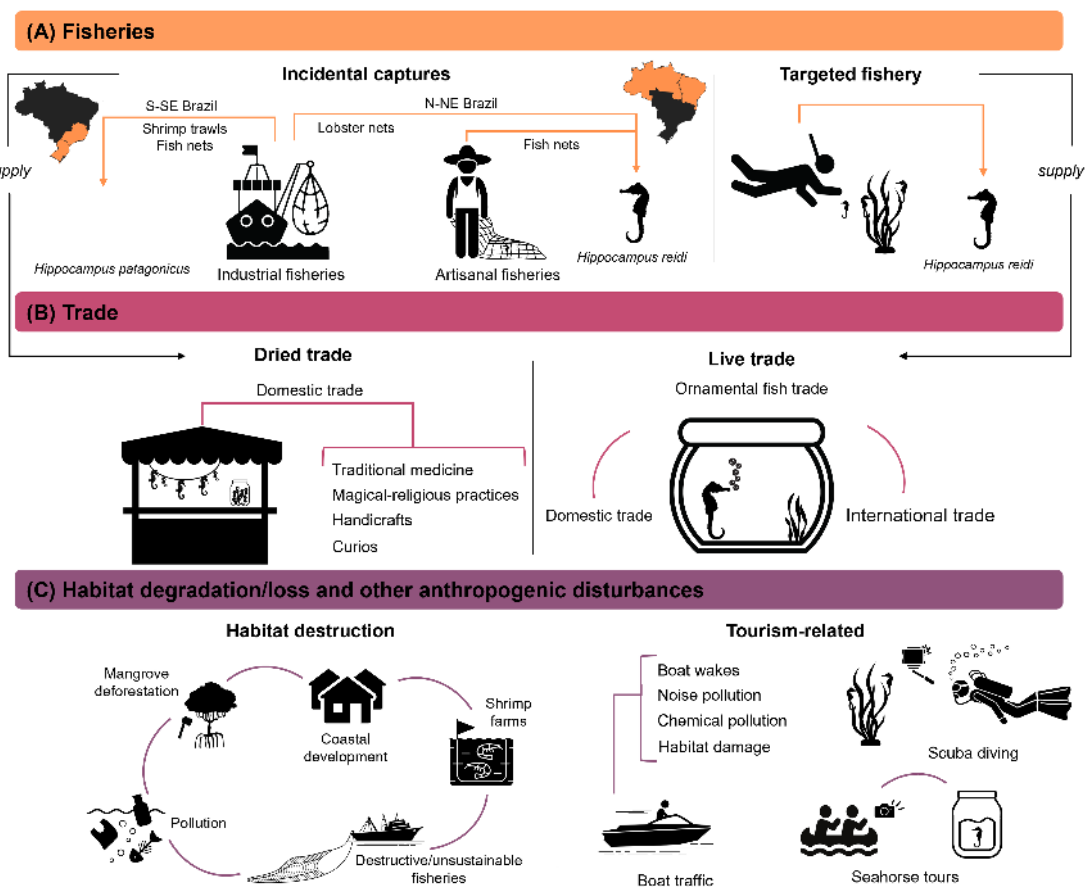 (A) Fisheries
Incidental captures
Targeted fishery
S-SE Brazil
N-NE Brazil
Shrimp trawls
Fish nets
Lobster nets
Fish nets
upply
supply
Hippocampus patagonicus
Industrial fisheries
Artisanal fisheries
Hippocampus reidi
Hippocampus reidi
(B) Trade
Dried trade
Domestic trade
Traditional medicine
Magical-religious practices
Handicrafts
Curios
Live trade
Ornamental fish trade
Domestic trade
International trade
(C) Habitat degradation/loss and other anthropogenic disturbances
Habitat destruction
Mangrove
deforestation
Coastal
development
Shrimp
farms
Pollution
Destructive/unsustainable
fisheries
Tourism-related
Boat wakes
Noise pollution
Chemical pollution
Habitat damage
Scuba diving
Boat traffic
Seahorse tours